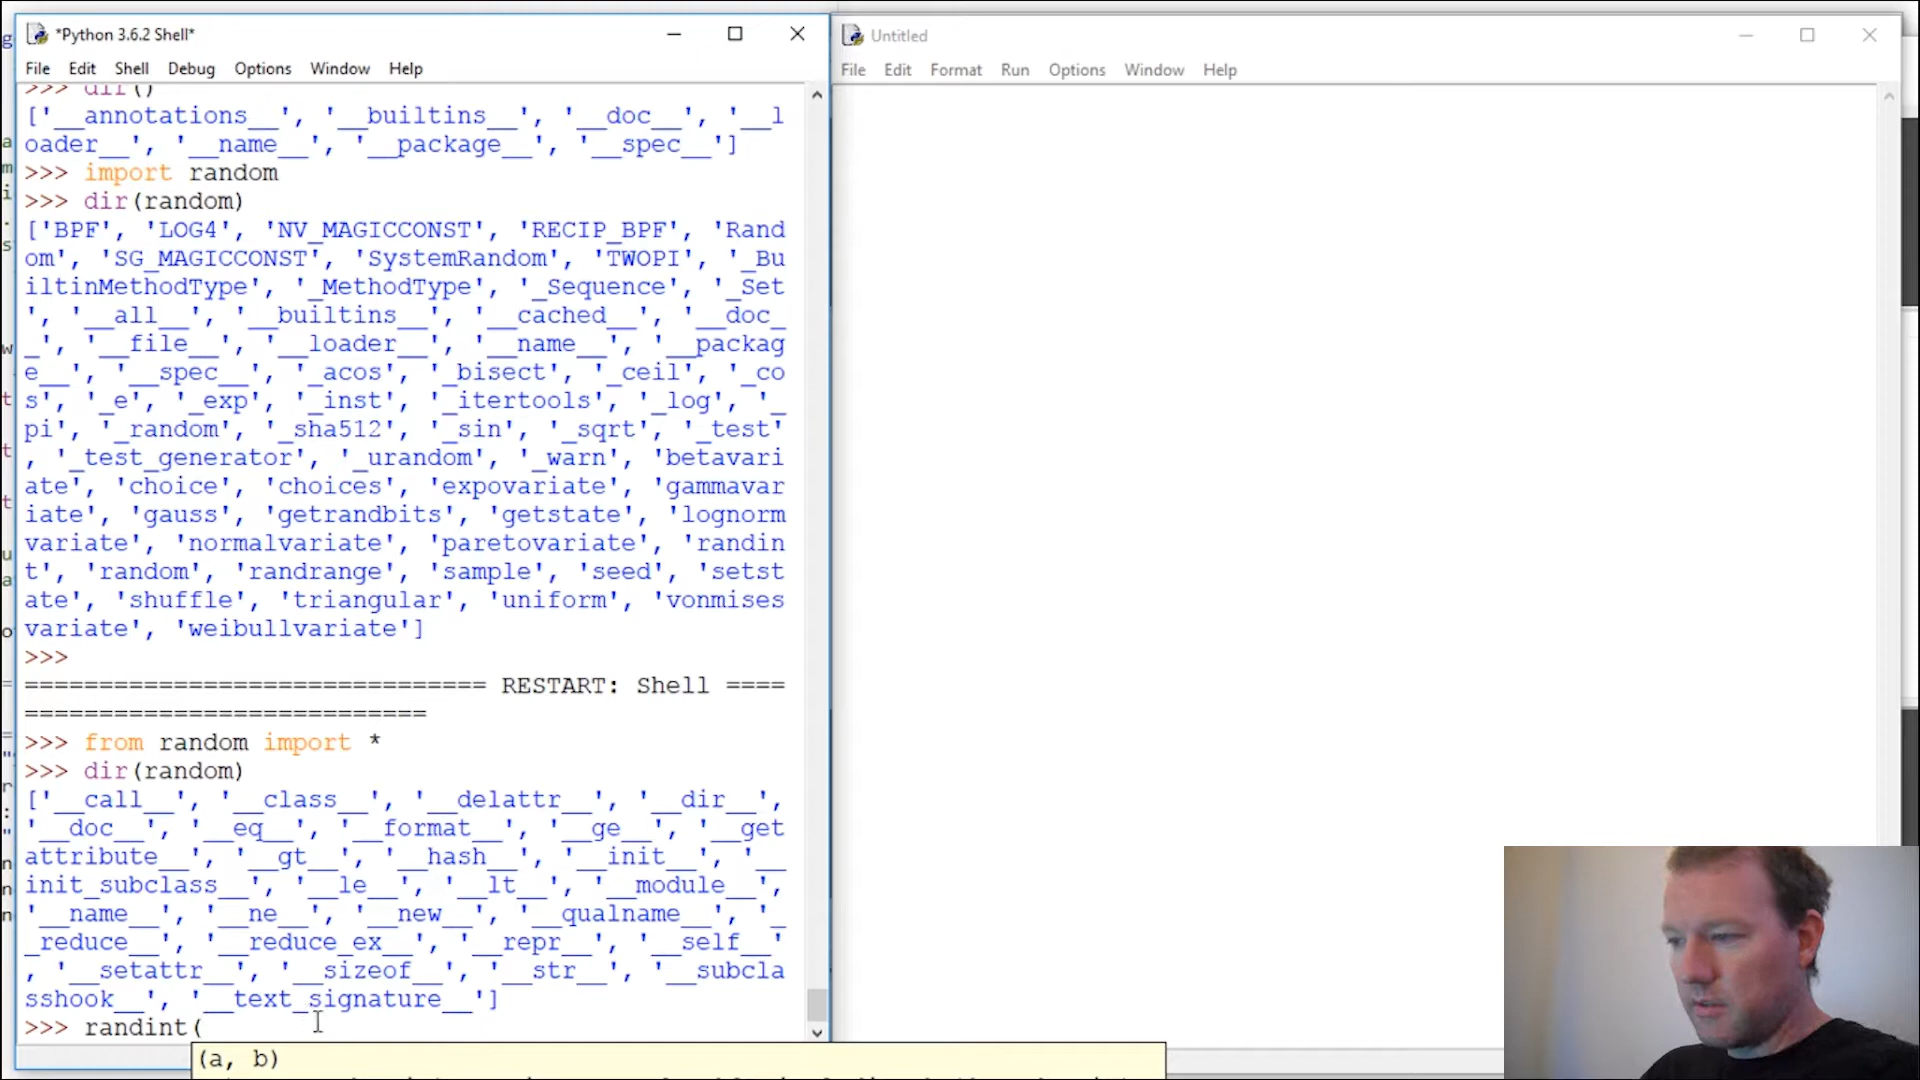 *Python 3.6.2 Shell*
File Edit Shell Debug Options Window Help
>>> dir()
['__annotations__', '__builtins__', '__doc__', '__l
oader__', '__name__', '__package__', '__spec__']
>>> import random
>>> dir(random)
['BPF', 'LOG4', 'NV_MAGICCONST', 'RECIP_BPF', 'Rand
om', 'SG_MAGICCONST', 'SystemRandom', 'TWOPI', '_Bu
iltinMethodType', '_MethodType', '_Sequence', '_Set
', '__all__', '__builtins__', '__cached__', '__doc_
_', '__file__', '__loader__', '__name__', '__packag
e__', '__spec__', '_acos', '_bisect', '_ceil', '_co
s', '_e', '_exp', '_inst', '_itertools', '_log', '_
pi', '_random', '_sha512', '_sin', '_sqrt', '_test'
, '_test_generator', '_urandom', '_warn', 'betavari
ate', 'choice', 'choices', 'expovariate', 'gammavar
iate', 'gauss', 'getrandbits', 'getstate', 'lognorm
variate', 'normalvariate', 'paretovariate', 'randin
t', 'random', 'randrange', 'sample', 'seed', 'setst
ate', 'shuffle', 'triangular', 'uniform', 'vonmises
variate', 'weibullvariate']
>>>
=============================== RESTART: Shell ====
===========================
>>> from random import *
>>> dir(random)
['__call__', '__class__', '__delattr__', '__dir__',
'__doc__', '__eq__', '__format__', '__ge__', '__get
attribute__', '__gt__', '__hash__', '__init__', '__
init_subclass__', '__le__', '__lt__', '__module__',
'__name__', '__ne__', '__new__', '__qualname__', '_
_reduce__', '__reduce_ex__', '__repr__', '__self__'
, '__setattr__', '__sizeof__', '__str__', '__subcla
sshook__', '__text_signature__']
>>> randint(
(a, b)
Untitled
File Edit Format Run Options Window Help